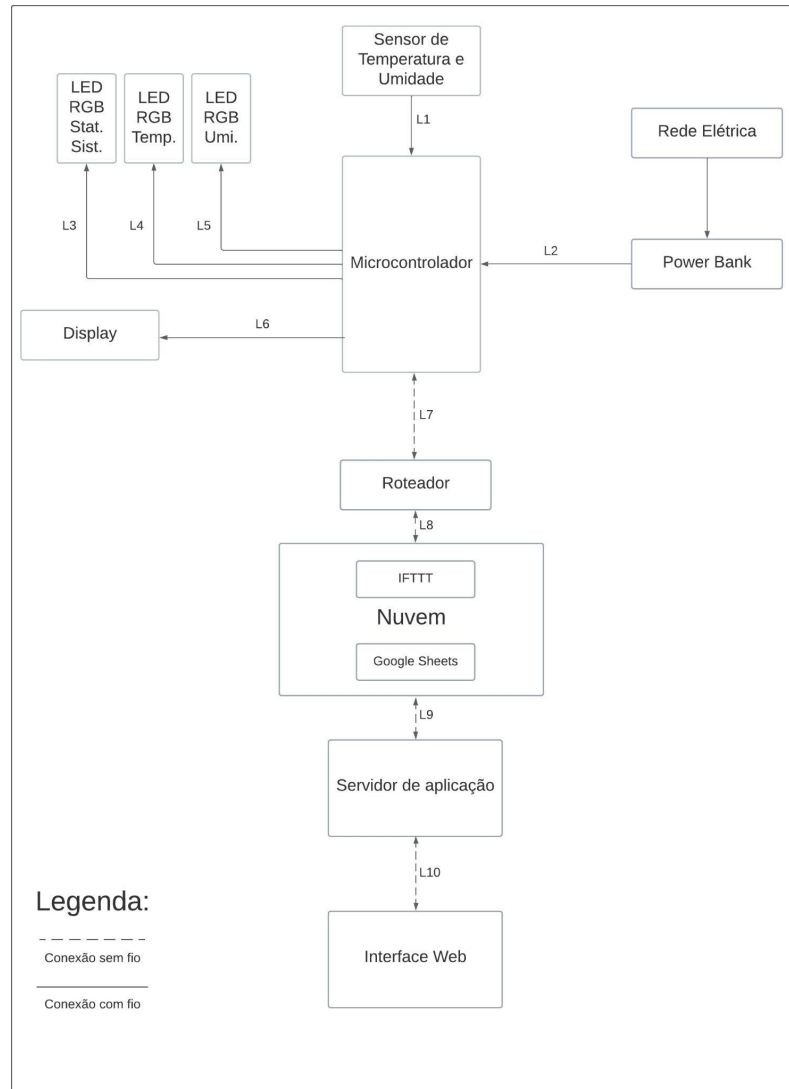 Sensor de
Temperatura e
Umidade
LED
RGB
Stat.
Sist.
LED
RGB
Temp.
LED
RGB
Umi.
L1
Rede Elétrica
L3
L4
L5
Microcontrolador
L2
Power Bank
Display
L6
L7
Roteador
L8
IFTTT
Nuvem
Google Sheets
L9
Servidor de aplicação
L10
Interface Web
Legenda:
Conexão sem fio
Conexão com fio